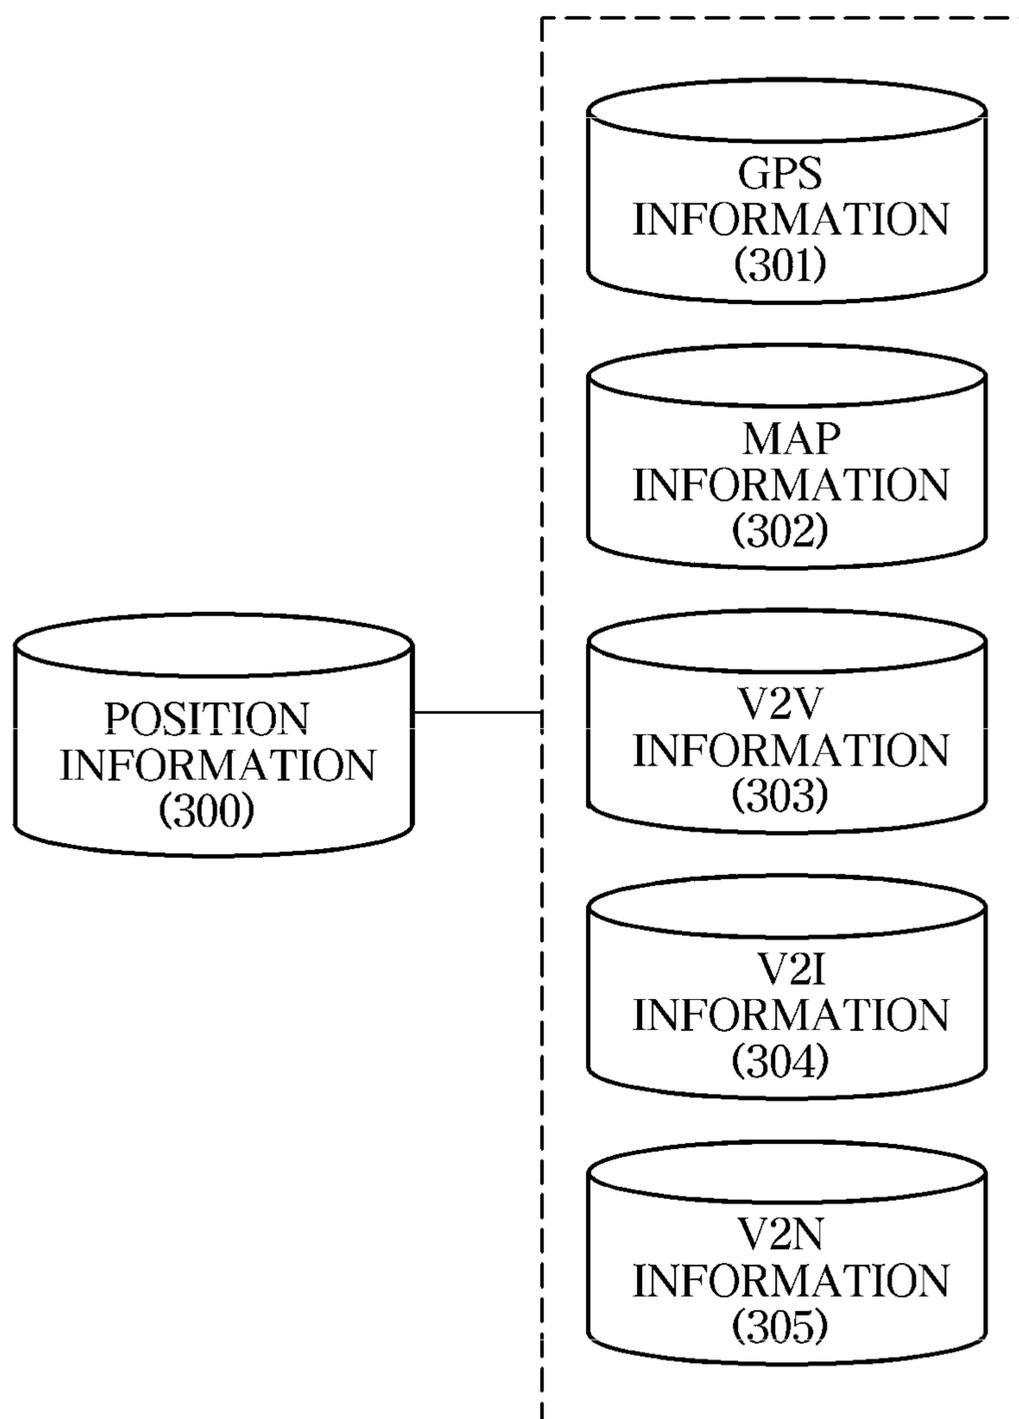 GPS
INFORMATION
(301)
MAP
INFORMATION
(302)
POSITION
INFORMATION
(300)
V2V
INFORMATION
(303)
V2I
INFORMATION
(304)
V2N
INFORMATION
(305)